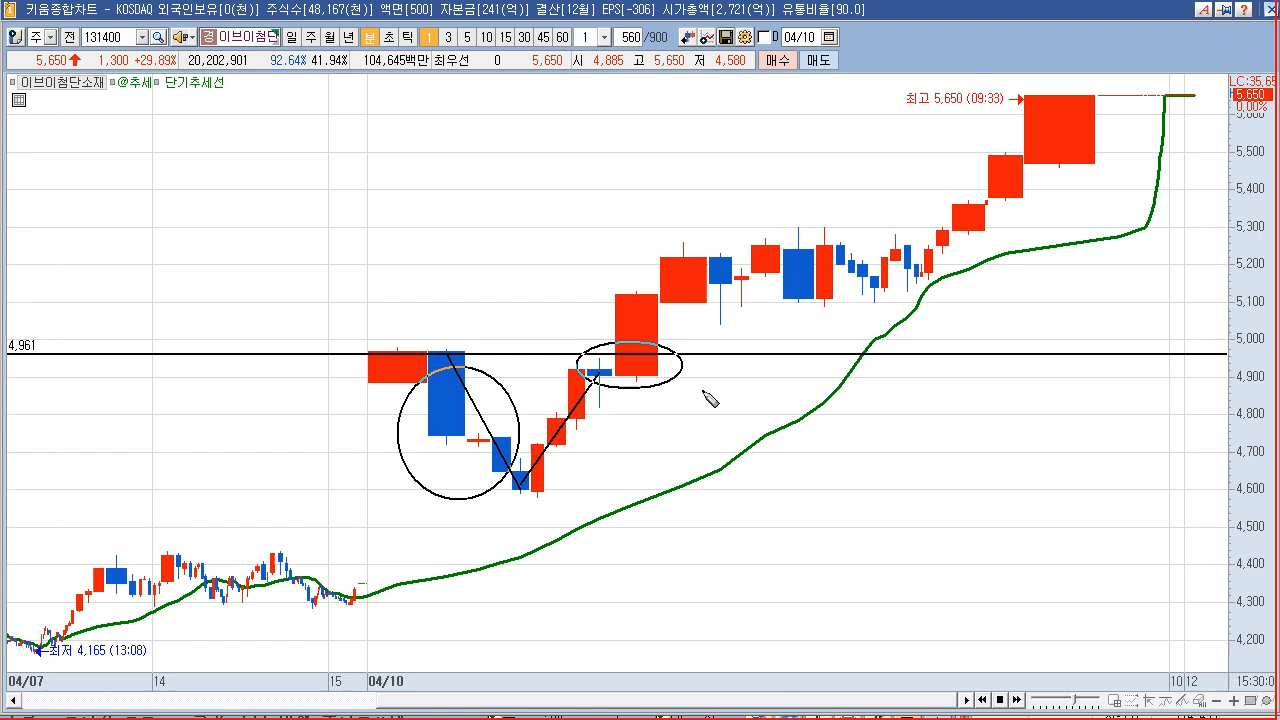 키움종합차트 - KOSDAQ 외국인보유[0(천)] 주식수[48,167(천)] 액면[500] 자본금[241(억)] 결산[12월] EPS[-306] 시가총액[2,721(억)] 유통비율[90.0]
주 전 131400 경 이브이첨단 일 주 월 년 분 초 틱 1 3 5 10 15 30 45 60 1 560 /900 D 04/10
5,650 1,300 +29.89% 20,202,901 92.64% 41.94% 104,645백만 최우선 0 5,650 시 4,885 고 5,650 저 4,580 매수 매도
이브이첨단소재 @추세 단기추세선
LC:35,65
5,650
0.00%
최고 5,650 (09:33)
5,500
5,400
5,300
5,200
5,100
5,000
4,961
4,900
4,800
4,700
4,600
4,500
4,400
4,300
4,200
최저 4,165 (13:08)
04/07 14 15 04/10 10 12 15:30:0